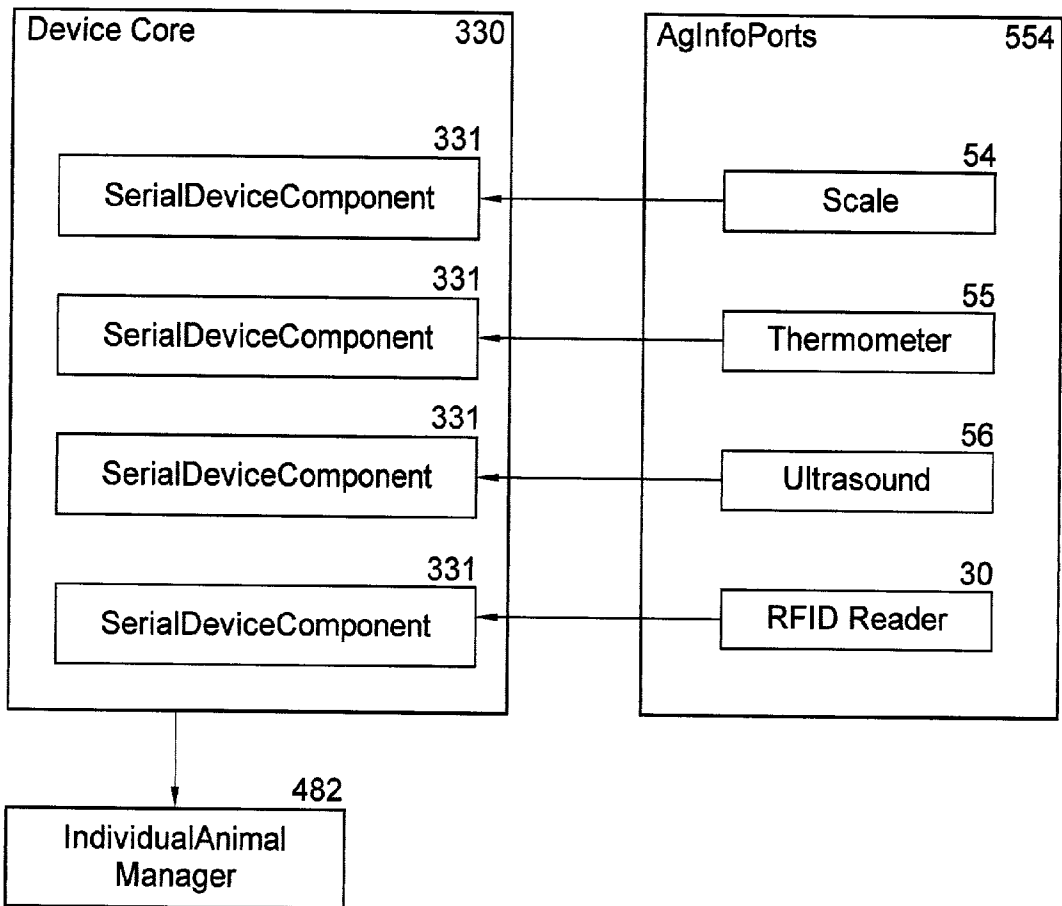 Device Core 330
AgInfoPorts 554
331
SerialDeviceComponent
54
Scale
331
SerialDeviceComponent
55
Thermometer
331
SerialDeviceComponent
56
Ultrasound
331
SerialDeviceComponent
30
RFID Reader
482
IndividualAnimal
Manager